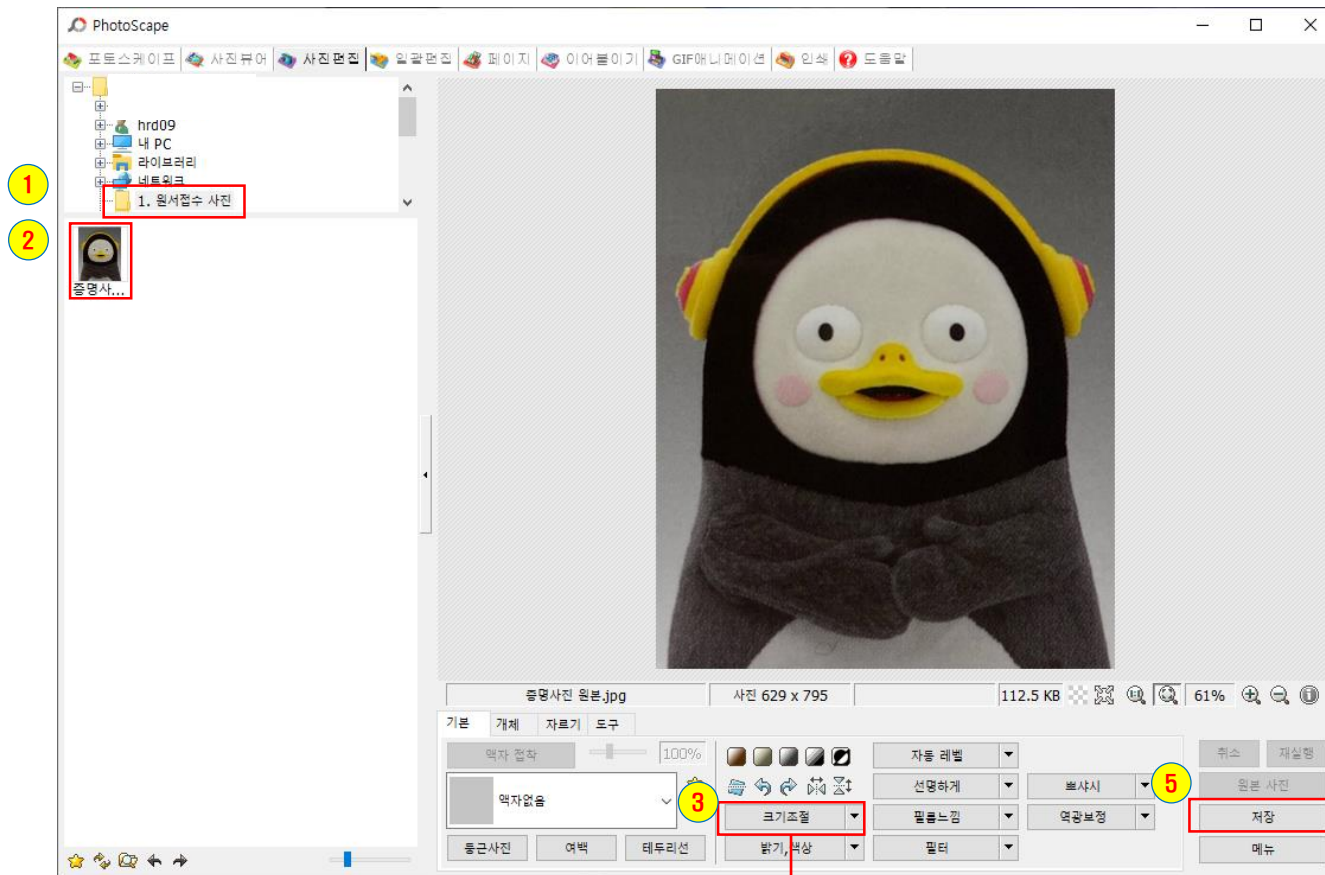 PhotoScape
포토스케이프 사진뷰어 사진편집 일괄편집 페이지 이어붙이기 GIF애니메이션 인쇄 도움말
hrd09
내 PC
라이브러리
네트워크
1
1. 원서접수 사진
2
증명사...
증명사진 원본.jpg 사진 629 x 795 112.5 KB 61%
기본 개체 자르기 도구
액자 접착 100% 자동 레벨 취소 재실행
선명하게 뽀샤시 5 원본 사진
액자없음 3
크기조절 필름느낌 역광보정 저장
둥근사진 여백 테두리선 밝기,색상 필터 메뉴